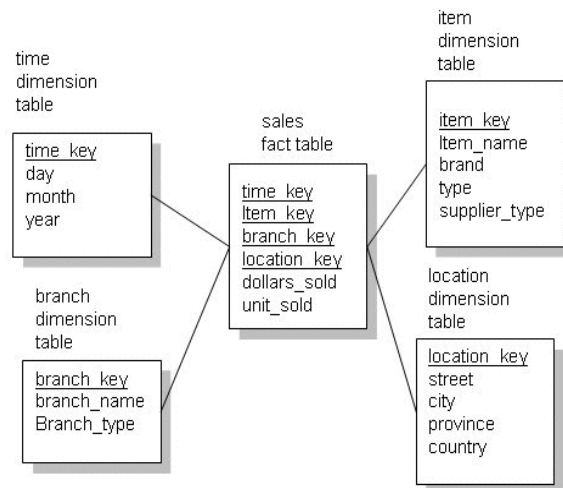 time
dimension
table
time_key
day
month
year
sales
fact table
time_key
Item_key
branch_key
location_key
dollars_sold
unit_sold
item
dimension
table
item_key
Item_name
brand
type
supplier_type
branch
dimension
table
branch_key
branch_name
Branch_type
location
dimension
table
location_key
street
city
province
country